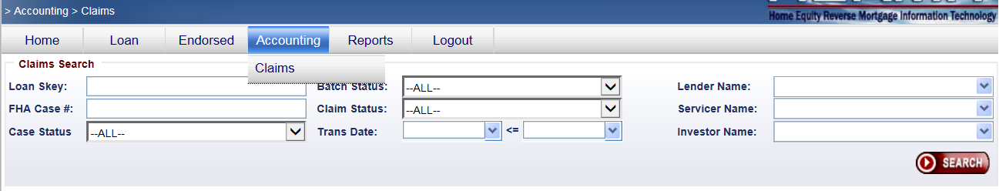 > Accounting > Claims
Home Equity Reverse Mortgage Information Technology
Home Loan Endorsed Accounting Reports Logout
Claims
Claims Search
Loan Skey: Batch Status: --ALL-- Lender Name:
FHA Case #: Claim Status: --ALL-- Servicer Name:
Case Status --ALL-- Trans Date: <= Investor Name:
SEARCH